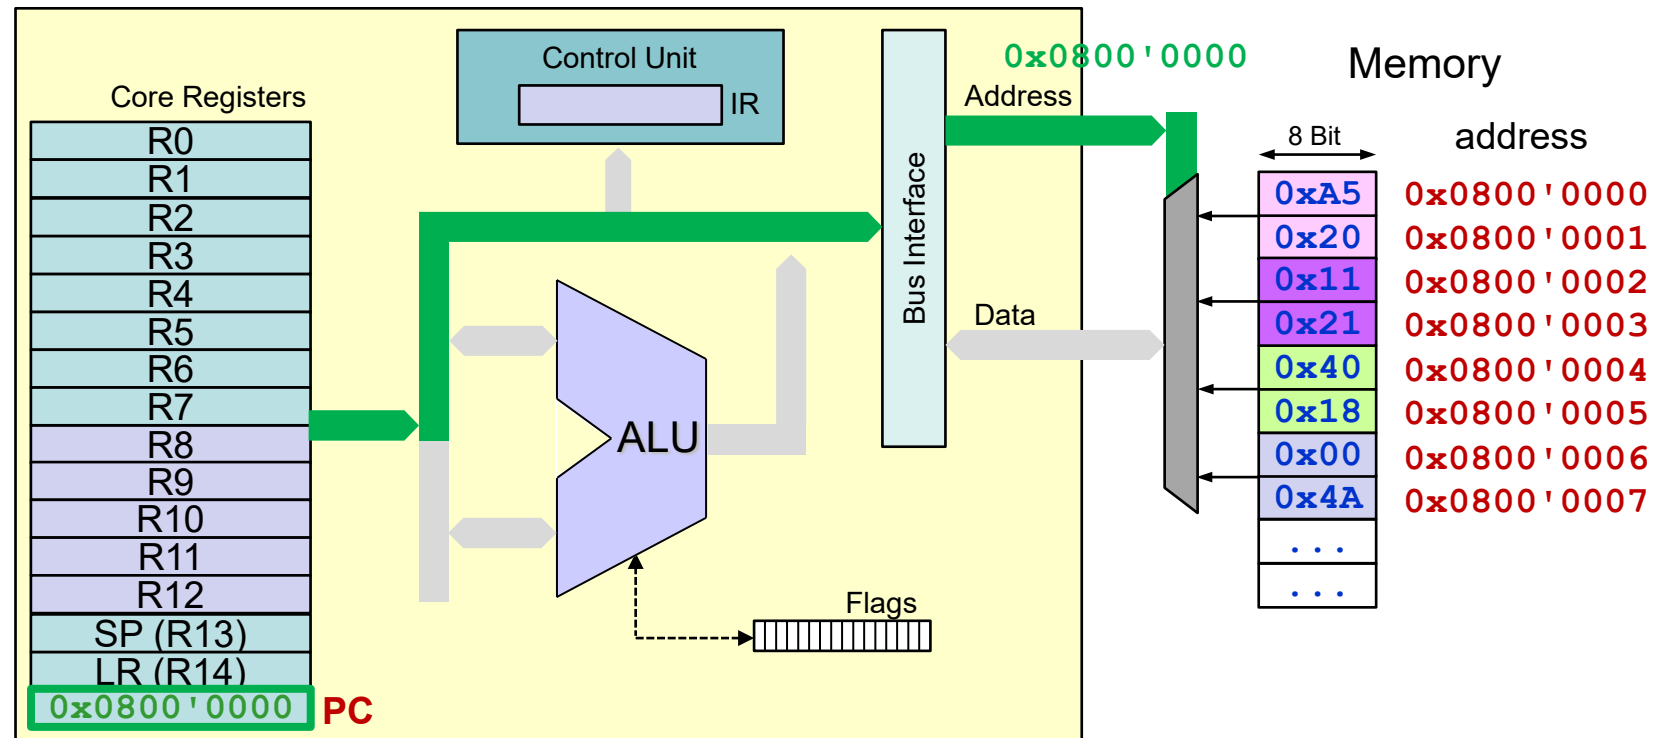 Core Registers
R0
R1
R2
R3
R4
R5
R6
R7
R8
R9
R10
R11
R12
SP (R13)
LR (R14)
0x0800'0000 PC
Control Unit
IR
ALU
Flags
Bus Interface
0x0800'0000
Address
Data
Memory
8 Bit address
0xA5 0x0800'0000
0x20 0x0800'0001
0x11 0x0800'0002
0x21 0x0800'0003
0x40 0x0800'0004
0x18 0x0800'0005
0x00 0x0800'0006
0x4A 0x0800'0007
...
...